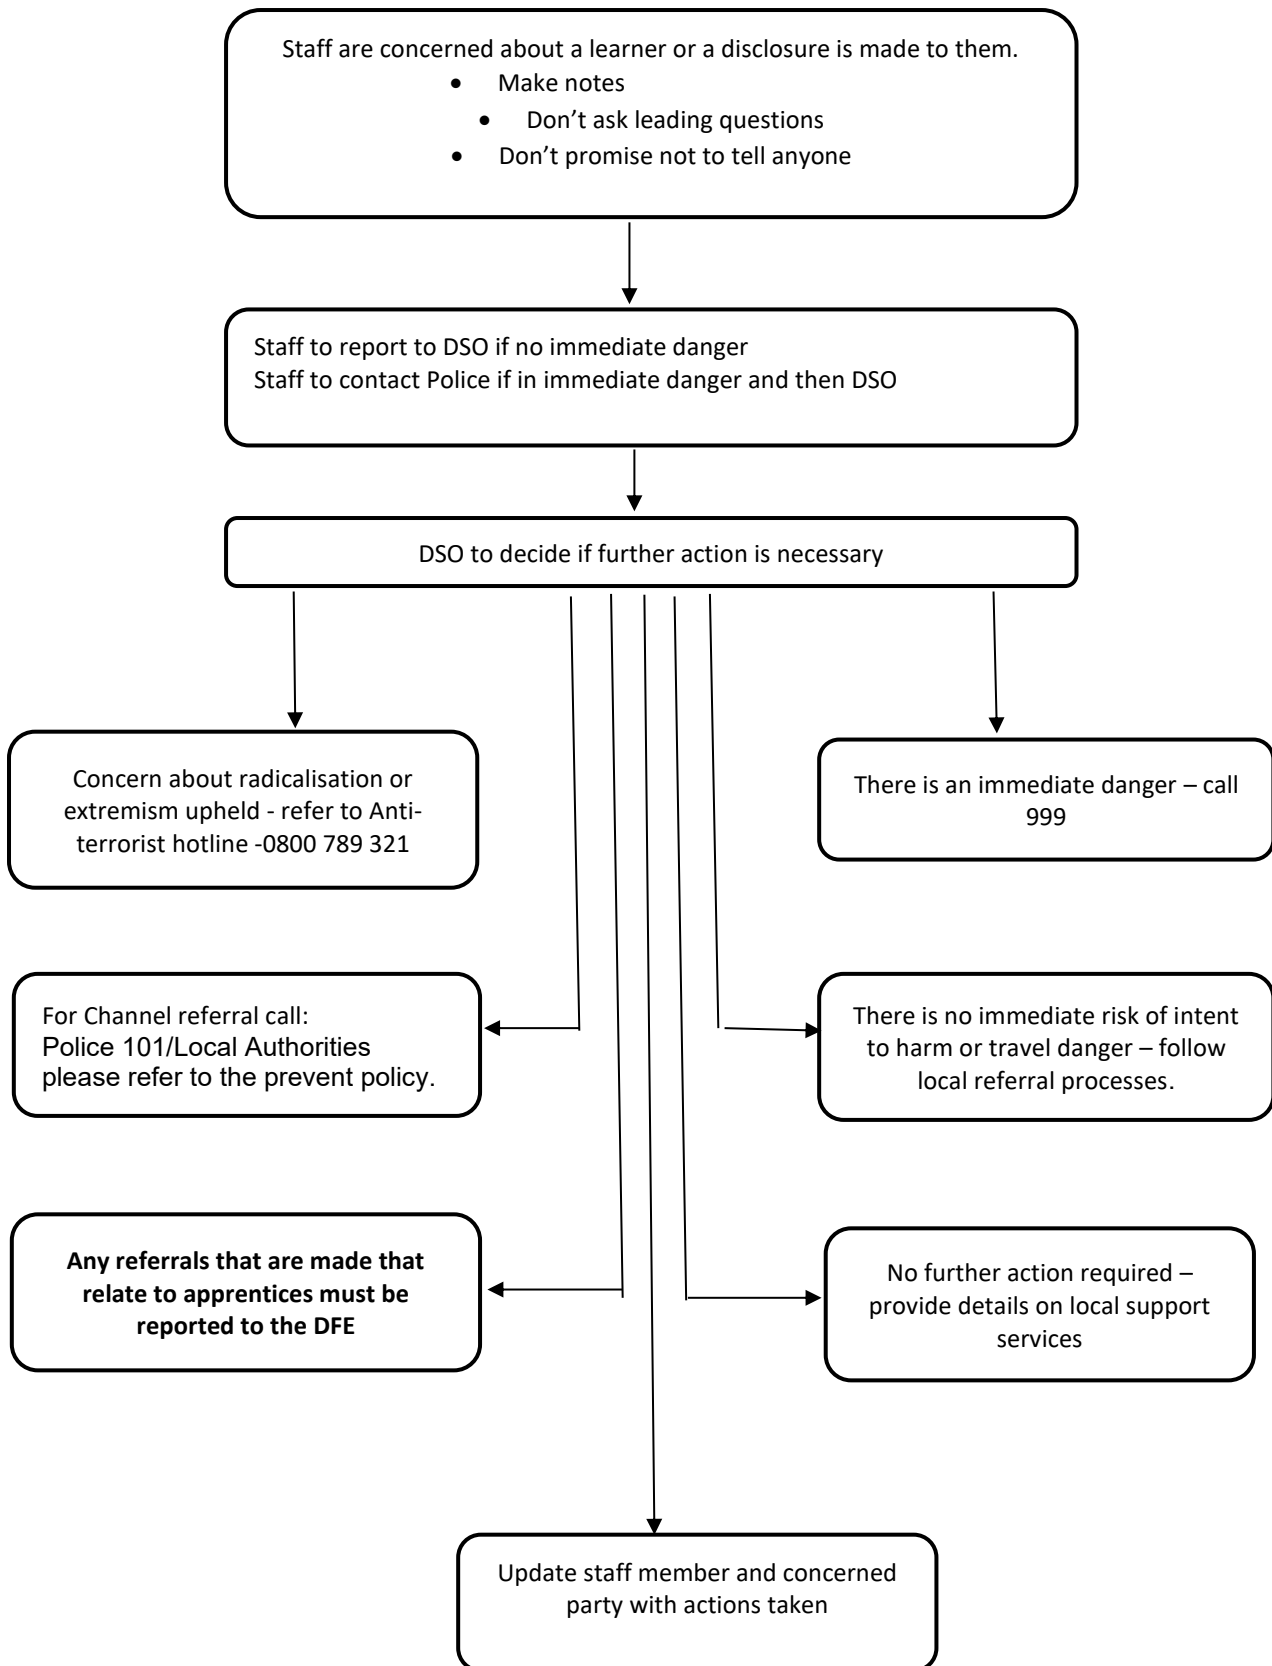 Staff are concerned about a learner or a disclosure is made to them.
• Make notes
• Don’t ask leading questions
• Don’t promise not to tell anyone
Staff to report to DSO if no immediate danger
Staff to contact Police if in immediate danger and then DSO
DSO to decide if further action is necessary
Concern about radicalisation or
extremism upheld - refer to Anti-
terrorist hotline -0800 789 321
There is an immediate danger – call
999
For Channel referral call:
Police 101/Local Authorities
please refer to the prevent policy.
There is no immediate risk of intent
to harm or travel danger – follow
local referral processes.
Any referrals that are made that
relate to apprentices must be
reported to the DFE
No further action required –
provide details on local support
services
Update staff member and concerned
party with actions taken